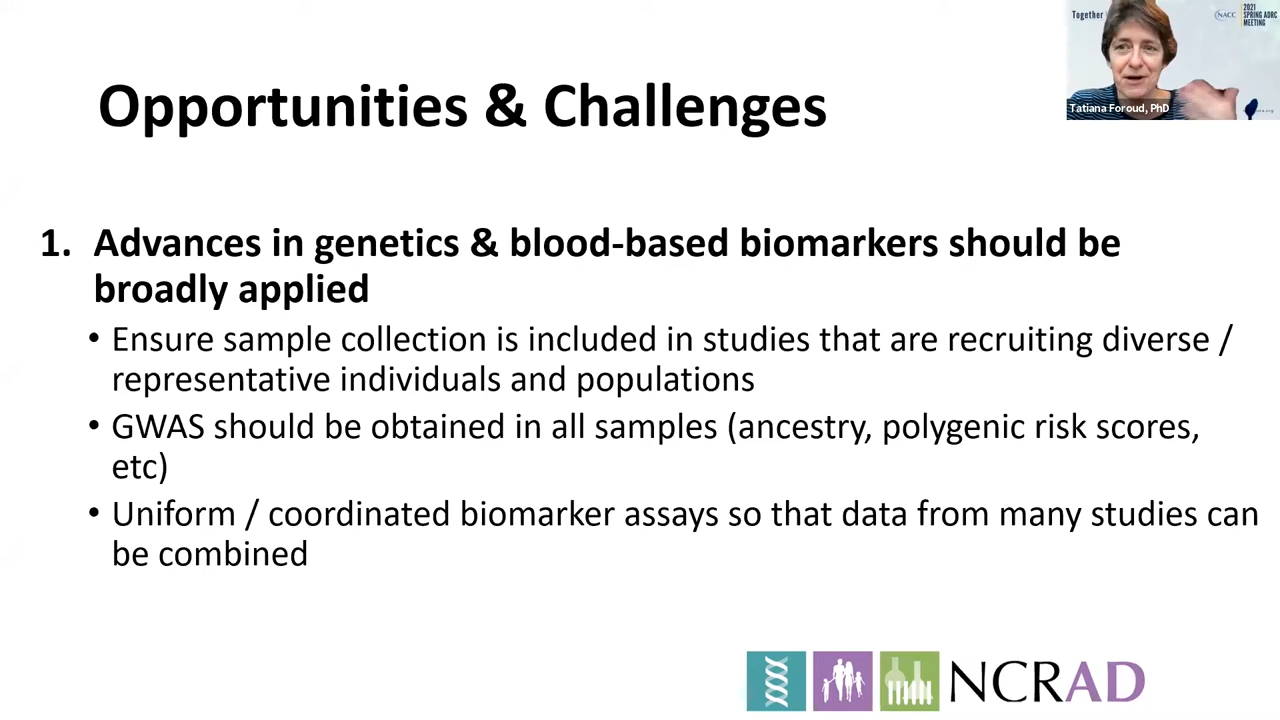 Together
NACC
2021
SPRING ADRC
MEETING
Tatiana Foroud, PhD
Opportunities & Challenges
1. Advances in genetics & blood-based biomarkers should be
broadly applied
• Ensure sample collection is included in studies that are recruiting diverse /
representative individuals and populations
• GWAS should be obtained in all samples (ancestry, polygenic risk scores,
etc)
• Uniform / coordinated biomarker assays so that data from many studies can
be combined
NCRAD